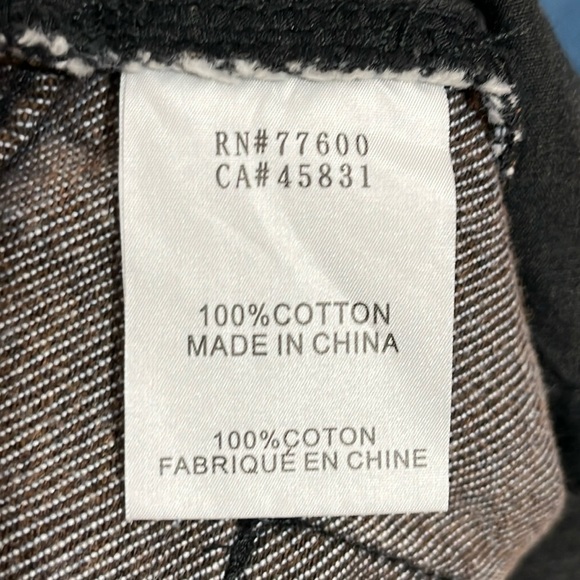 RN#77600
CA#45831
100%COTTON
MADE IN CHINA
100%COTON
FABRIQUÉ EN CHINE